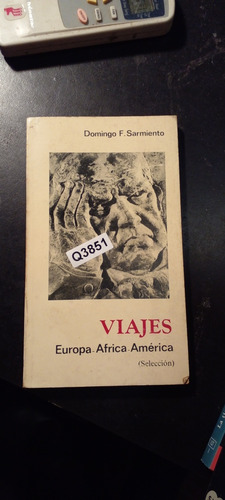 Domingo F. Sarmiento
Q3851
VIAJES
Europa-Africa-América
(Selección)